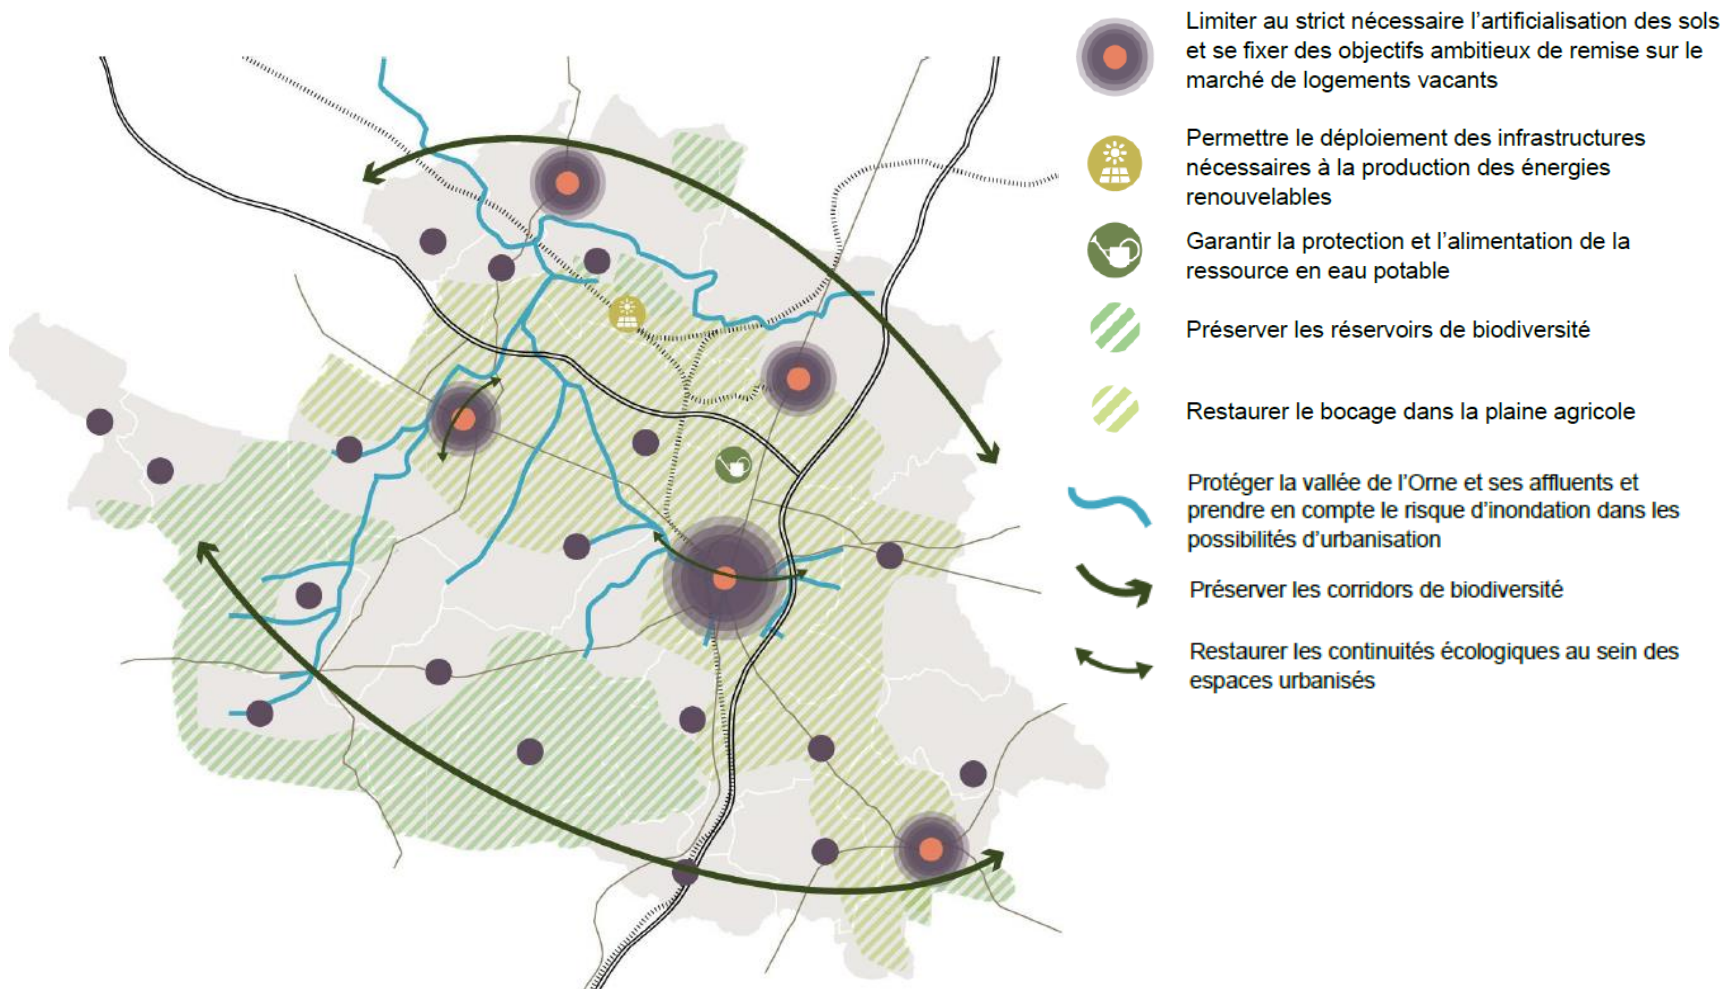 Limiter au strict nécessaire l’artificialisation des sols
et se fixer des objectifs ambitieux de remise sur le
marché de logements vacants
Permettre le déploiement des infrastructures
nécessaires à la production des énergies
renouvelables
Garantir la protection et l’alimentation de la
ressource en eau potable
Préserver les réservoirs de biodiversité
Restaurer le bocage dans la plaine agricole
Protéger la vallée de l’Orne et ses affluents et
prendre en compte le risque d’inondation dans les
possibilités d’urbanisation
Préserver les corridors de biodiversité
Restaurer les continuités écologiques au sein des
espaces urbanisés